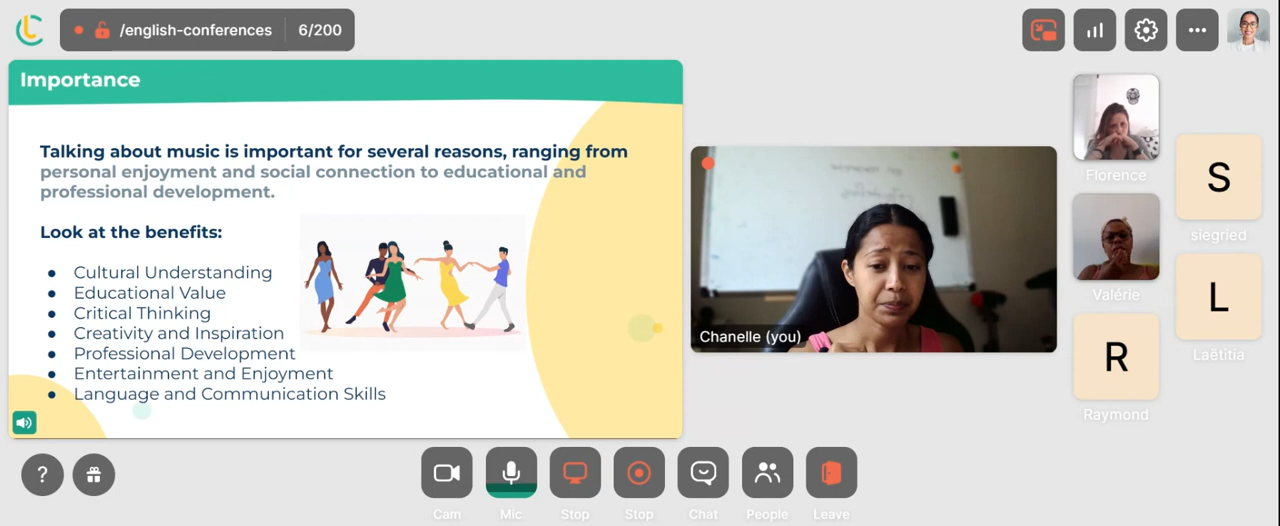 /english-conferences 6/200
Importance
Talking about music is important for several reasons, ranging from
personal enjoyment and social connection to educational and
professional development.
Look at the benefits:
● Cultural Understanding
● Educational Value
● Critical Thinking
● Creativity and Inspiration
● Professional Development
● Entertainment and Enjoyment
● Language and Communication Skills
Chanelle (you)
Florence
Valérie
R
Raymond
S
siegried
L
Laëtitia
?
Cam
Mic
Stop
Stop
Chat
People
Leave